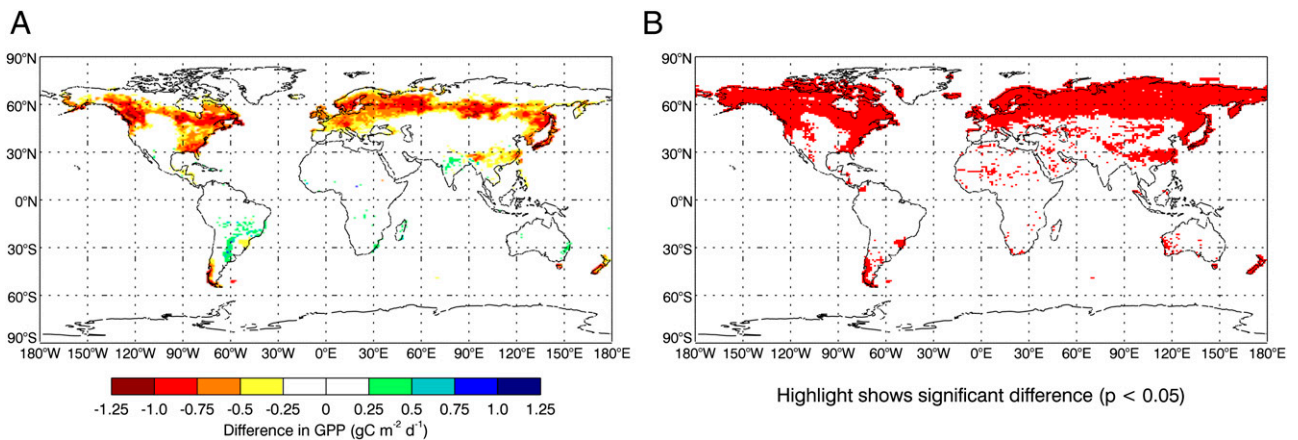 A
B
90°N
60°N
30°N
0°N
30°S
60°S
90°S
180°W 150°W 120°W 90°W 60°W 30°W 0°E 30°E 60°E 90°E 120°E 150°E 180°E
90°N
60°N
30°N
0°N
30°S
60°S
90°S
180°W 150°W 120°W 90°W 60°W 30°W 0°E 30°E 60°E 90°E 120°E 150°E 180°E
-1.25 -1.0 -0.75 -0.5 -0.25 0 0.25 0.5 0.75 1.0 1.25
Difference in GPP (gC m⁻² d⁻¹)
Highlight shows significant difference (p < 0.05)